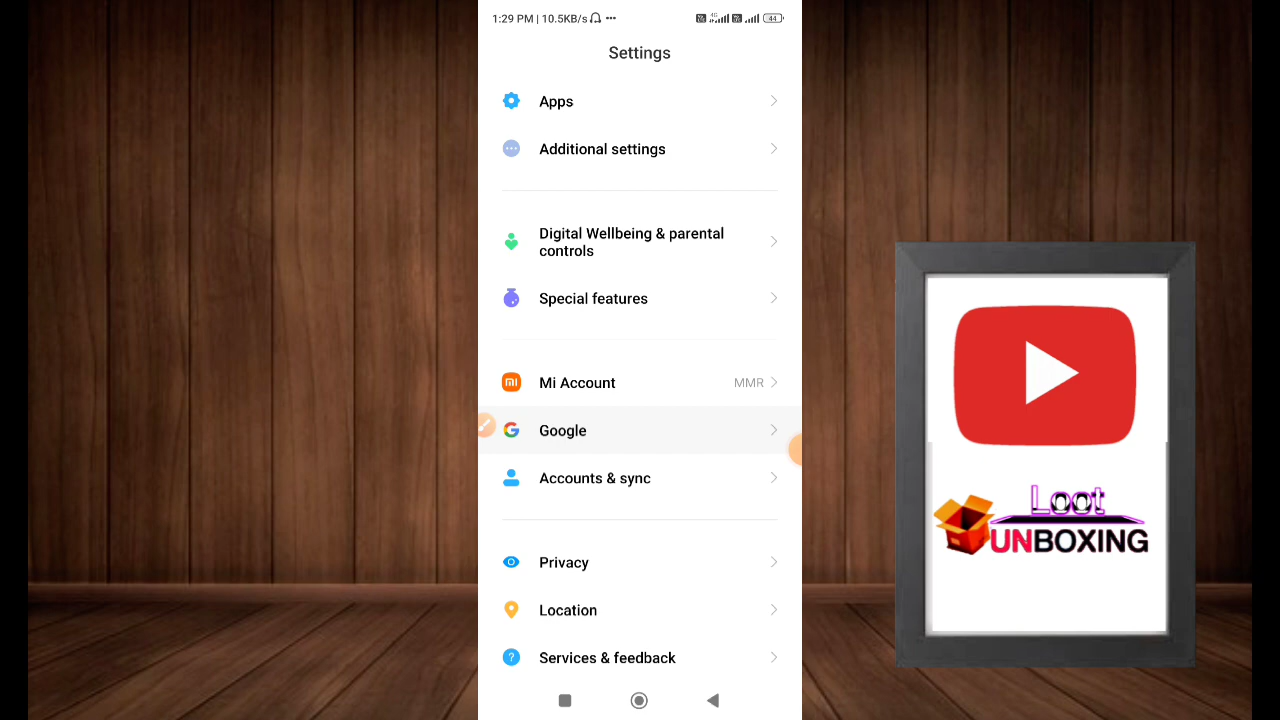 1:29 PM | 10.5KB/s
44
Settings
Apps
Additional settings
Digital Wellbeing & parental
controls
Special features
Mi Account
MMR
Google
Accounts & sync
Privacy
Location
Services & feedback
Loot
UNBOXING